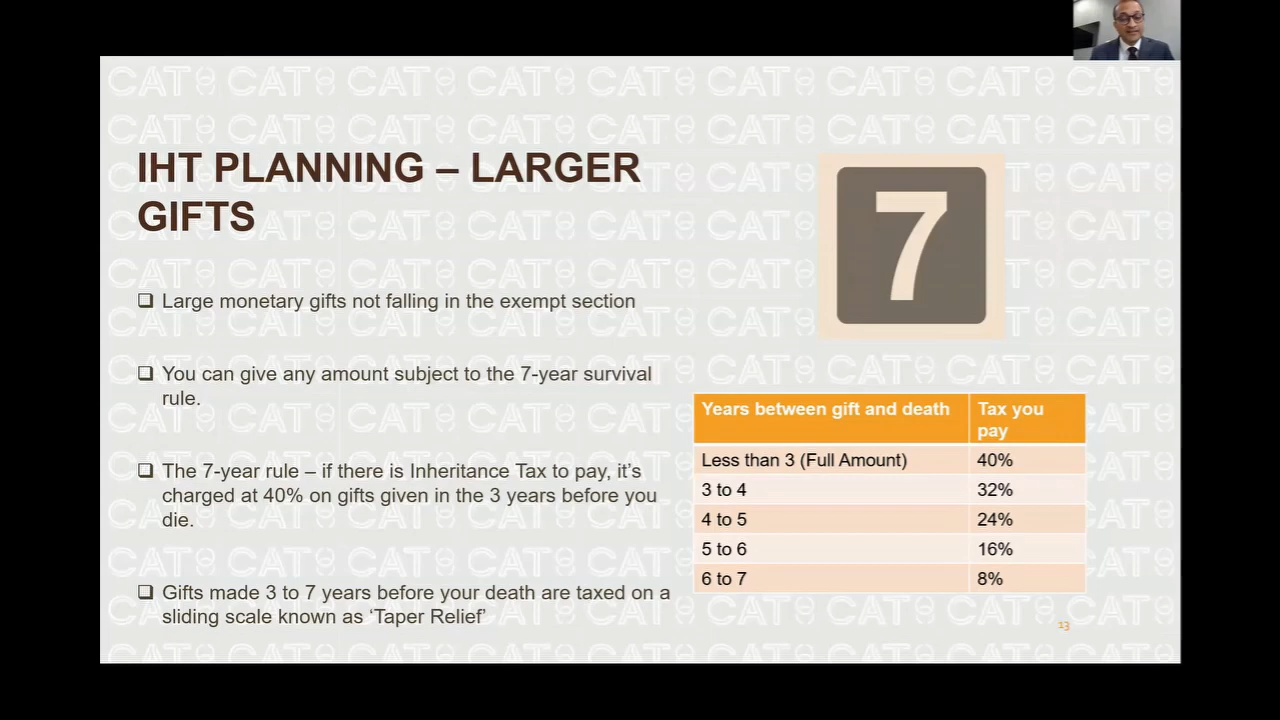 IHT PLANNING – LARGER
GIFTS
7
❑ Large monetary gifts not falling in the exempt section
❑ You can give any amount subject to the 7-year survival
rule.
❑ The 7-year rule – if there is Inheritance Tax to pay, it’s
charged at 40% on gifts given in the 3 years before you
die.
❑ Gifts made 3 to 7 years before your death are taxed on a
sliding scale known as ‘Taper Relief’
Years between gift and death Tax you
pay
Less than 3 (Full Amount) 40%
3 to 4 32%
4 to 5 24%
5 to 6 16%
6 to 7 8%
13